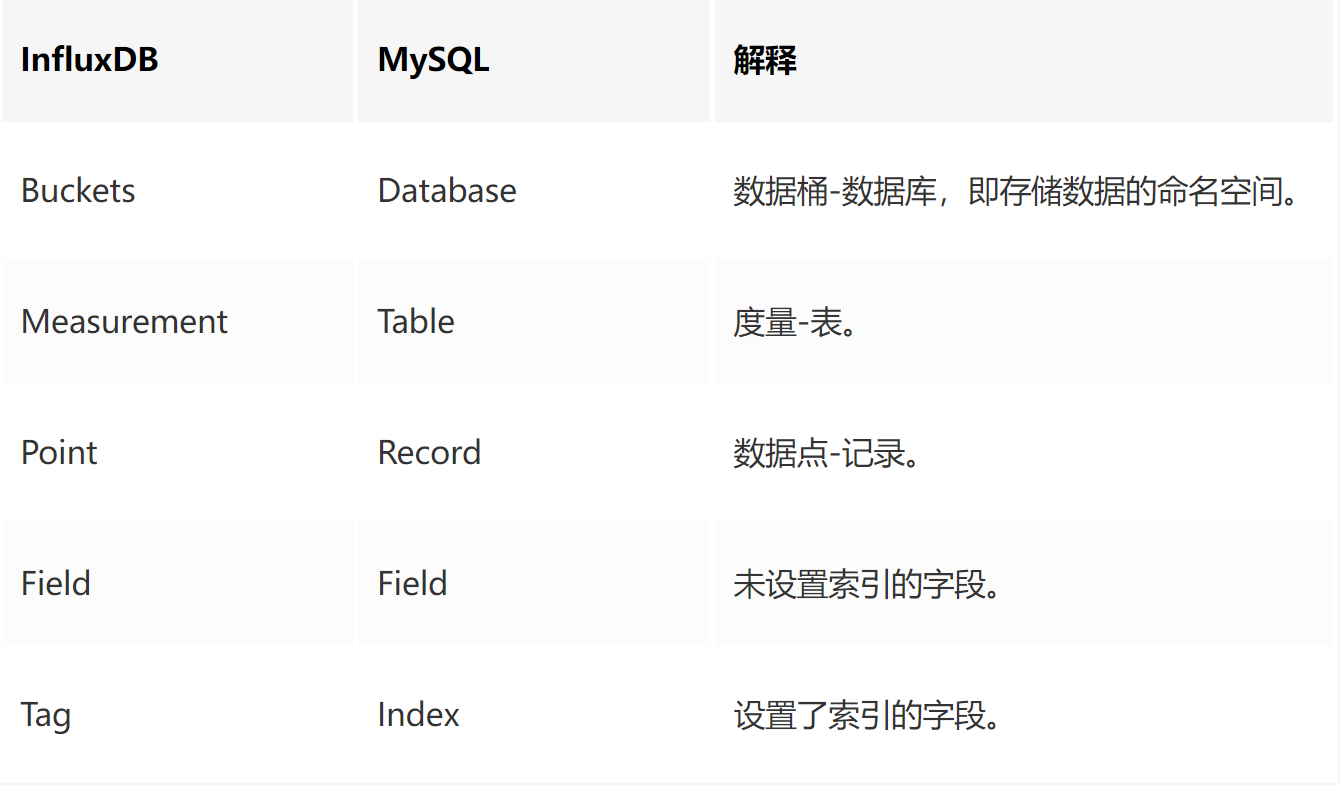 InfluxDB MySQL 解释
Buckets Database 数据桶-数据库，即存储数据的命名空间。
Measurement Table 度量-表。
Point Record 数据点-记录。
Field Field 未设置索引的字段。
Tag Index 设置了索引的字段。